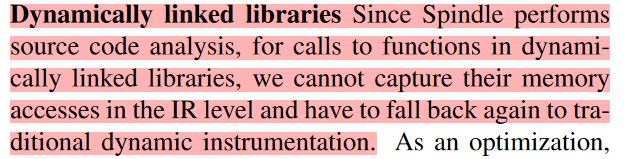 Dynamically linked libraries Since Spindle performs
source code analysis, for calls to functions in dynami-
cally linked libraries, we cannot capture their memory
accesses in the IR level and have to fall back again to tra-
ditional dynamic instrumentation. As an optimization,